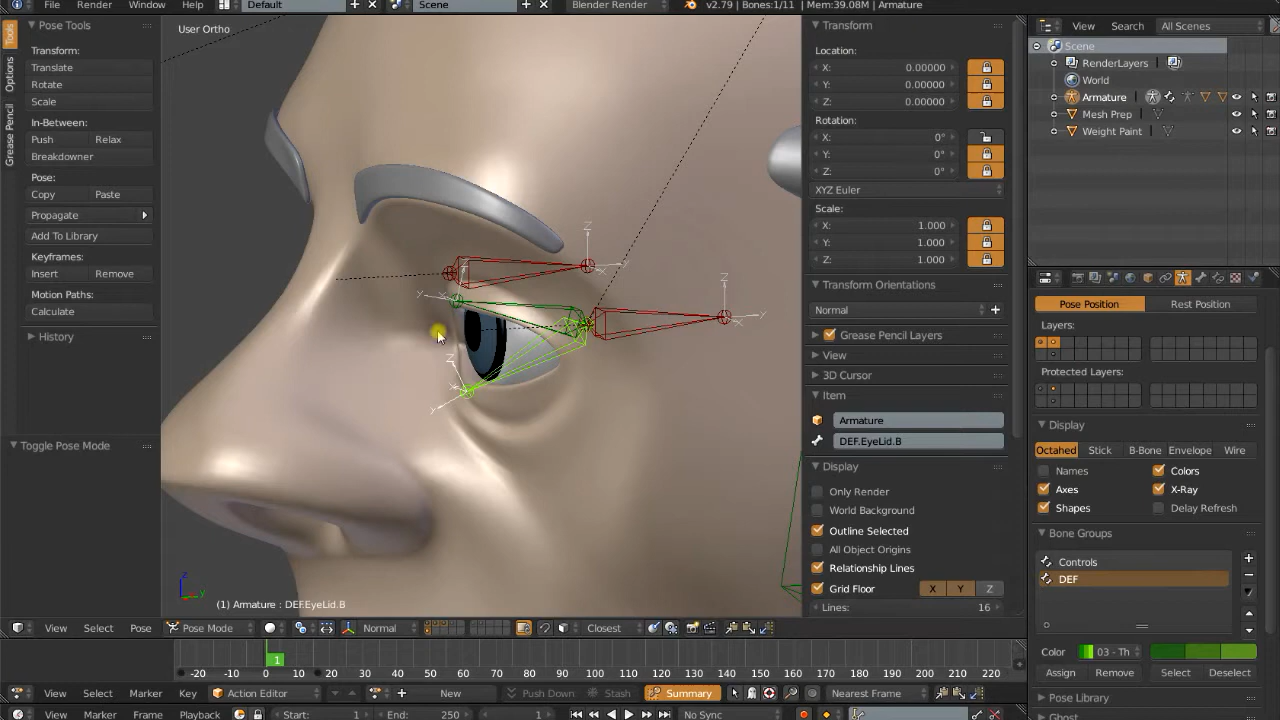 File Render Window Help Default Scene Blender Render v2.79 | Bones:1/11 | Mem:39.08M | Armature
Tools
Options
Grease Pencil
Pose Tools
Transform:
Translate
Rotate
Scale
In-Between:
Push Relax
Breakdowner
Pose:
Copy Paste
Propagate
Add To Library
Keyframes:
Insert Remove
Motion Paths:
Calculate
History
Toggle Pose Mode
User Ortho
(1) Armature : DEF.EyeLid.B
Transform
Location:
X: 0.00000
Y: 0.00000
Z: 0.00000
Rotation:
X: 0°
Y: 0°
Z: 0°
XYZ Euler
Scale:
X: 1.000
Y: 1.000
Z: 1.000
Transform Orientations
Normal
Grease Pencil Layers
View
3D Cursor
Item
Armature
DEF.EyeLid.B
Display
Only Render
World Background
Outline Selected
All Object Origins
Relationship Lines
Grid Floor X Y Z
Lines: 16
View Search All Scenes
Scene
RenderLayers
World
Armature
Mesh Prep
Weight Paint
Pose Position Rest Position
Layers:
Protected Layers:
Display
Octahed Stick B-Bone Envelope Wire
Names Colors
Axes X-Ray
Shapes Delay Refresh
Bone Groups
Controls
DEF
Color 03 - Th
Assign Remove Select Deselect
Pose Library
Ghost
View Select Pose Pose Mode Normal Closest
-20 -10 0 10 20 30 40 50 60 70 80 90 100 110 120 130 140 150 160 170 180 190 200 210 220
1
View Select Marker Key Action Editor New Push Down Stash Summary Nearest Frame
View Marker Frame Playback Start: 1 End: 250 1 No Sync